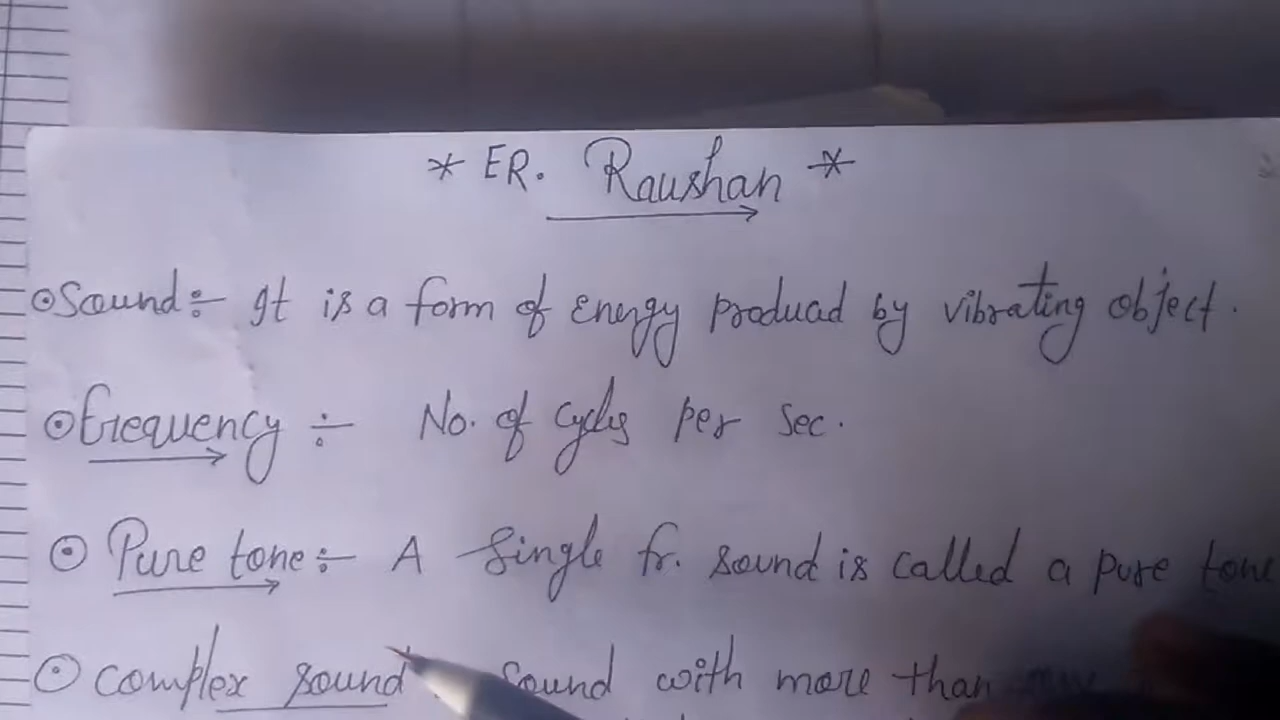 * ER. Raushan *
Sound:- It is a form of Energy producad by vibrating object.
Frequency :- No. of Cycles per Sec.
Pure tone:- A Single fr. sound is called a pure tone
Complex sound sound with more than